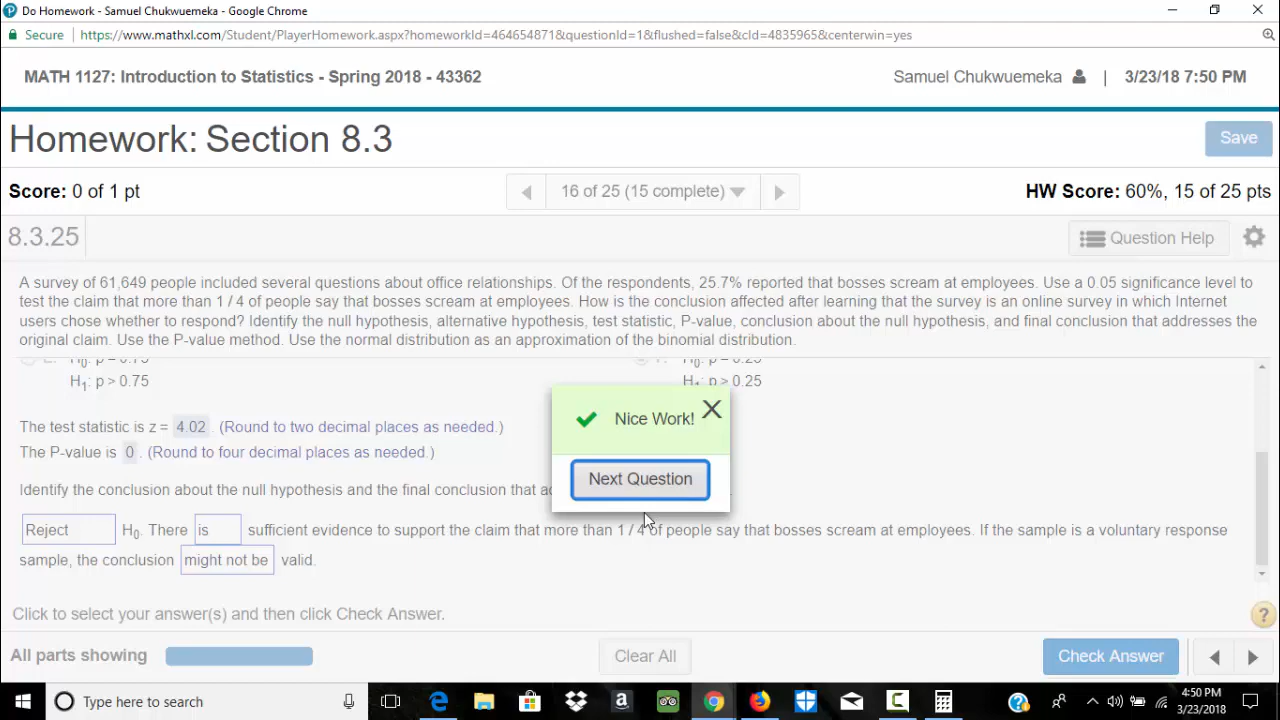 Do Homework - Samuel Chukwuemeka - Google Chrome
Secure https://www.mathxl.com/Student/PlayerHomework.aspx?homeworkId=464654871&questionId=1&flushed=false&cId=4835965&centerwin=yes
MATH 1127: Introduction to Statistics - Spring 2018 - 43362 Samuel Chukwuemeka | 3/23/18 7:50 PM
Homework: Section 8.3 Save
Score: 0 of 1 pt 16 of 25 (15 complete) HW Score: 60%, 15 of 25 pts
8.3.25 Question Help
A survey of 61,649 people included several questions about office relationships. Of the respondents, 25.7% reported that bosses scream at employees. Use a 0.05 significance level to
test the claim that more than 1 / 4 of people say that bosses scream at employees. How is the conclusion affected after learning that the survey is an online survey in which Internet
users chose whether to respond? Identify the null hypothesis, alternative hypothesis, test statistic, P-value, conclusion about the null hypothesis, and final conclusion that addresses the
original claim. Use the P-value method. Use the normal distribution as an approximation of the binomial distribution.
H0: p = 0.75 H0: p = 0.25
H1: p > 0.75 H1: p > 0.25
The test statistic is z = 4.02 . (Round to two decimal places as needed.)
The P-value is 0 . (Round to four decimal places as needed.)
Nice Work!
Next Question
Identify the conclusion about the null hypothesis and the final conclusion that
Reject H0. There is sufficient evidence to support the claim that more than 1 / 4 of people say that bosses scream at employees. If the sample is a voluntary response
sample, the conclusion might not be valid.
Click to select your answer(s) and then click Check Answer.
?
All parts showing Clear All Check Answer
Type here to search
4:50 PM
3/23/2018